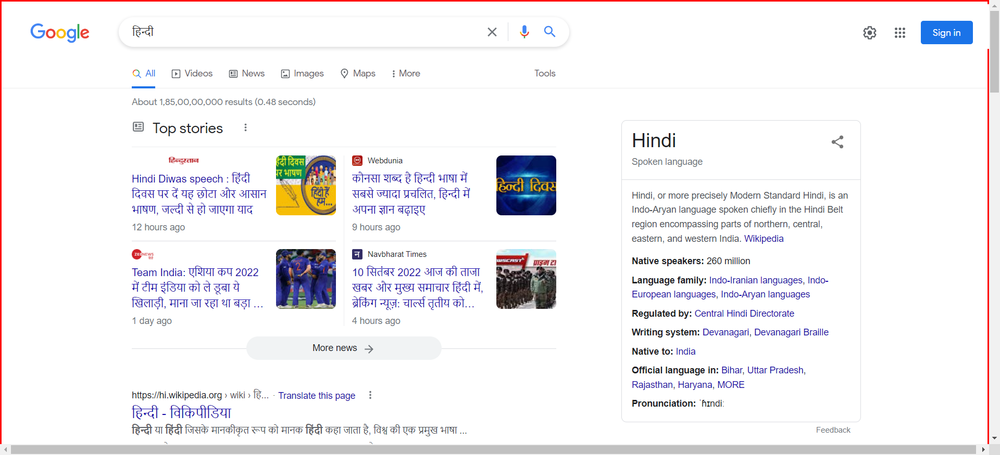 Google
हिन्दी
Sign in
All
Videos
News
Images
Maps
More
Tools
About 1,85,00,00,000 results (0.48 seconds)
Top stories
हिन्दुस्तान
Hindi Diwas speech : हिंदी
दिवस पर दें यह छोटा और आसान
भाषण, जल्दी से हो जाएगा याद
12 hours ago
हिंदी हैं
हम...
Webdunia
कौनसा शब्द है हिन्दी भाषा में
सबसे ज्यादा प्रचलित, हिन्दी में
अपना ज्ञान बढ़ाइए
9 hours ago
हिन्दी दिवस
ZEE NEWS
Team India: एशिया कप 2022
में टीम इंडिया को ले डूबा ये
खिलाड़ी, माना जा रहा था बड़ा ...
1 day ago
न
Navbharat Times
10 सितंबर 2022 आज की ताजा
खबर और मुख्य समाचार हिंदी में,
ब्रेकिंग न्यूज़: चार्ल्स तृतीय को...
4 hours ago
More news
https://hi.wikipedia.org › wiki › हि... · Translate this page
हिन्दी - विकिपीडिया
हिन्दी या हिंदी जिसके मानकीकृत रूप को मानक हिंदी कहा जाता है, विश्व की एक प्रमुख भाषा ...
Hindi
Spoken language
Hindi, or more precisely Modern Standard Hindi, is an
Indo-Aryan language spoken chiefly in the Hindi Belt
region encompassing parts of northern, central,
eastern, and western India. Wikipedia
Native speakers: 260 million
Language family: Indo-Iranian languages, Indo-
European languages, Indo-Aryan languages
Regulated by: Central Hindi Directorate
Writing system: Devanagari, Devanagari Braille
Native to: India
Official language in: Bihar, Uttar Pradesh,
Rajasthan, Haryana, MORE
Pronunciation: ˈɦɪndiː
Feedback